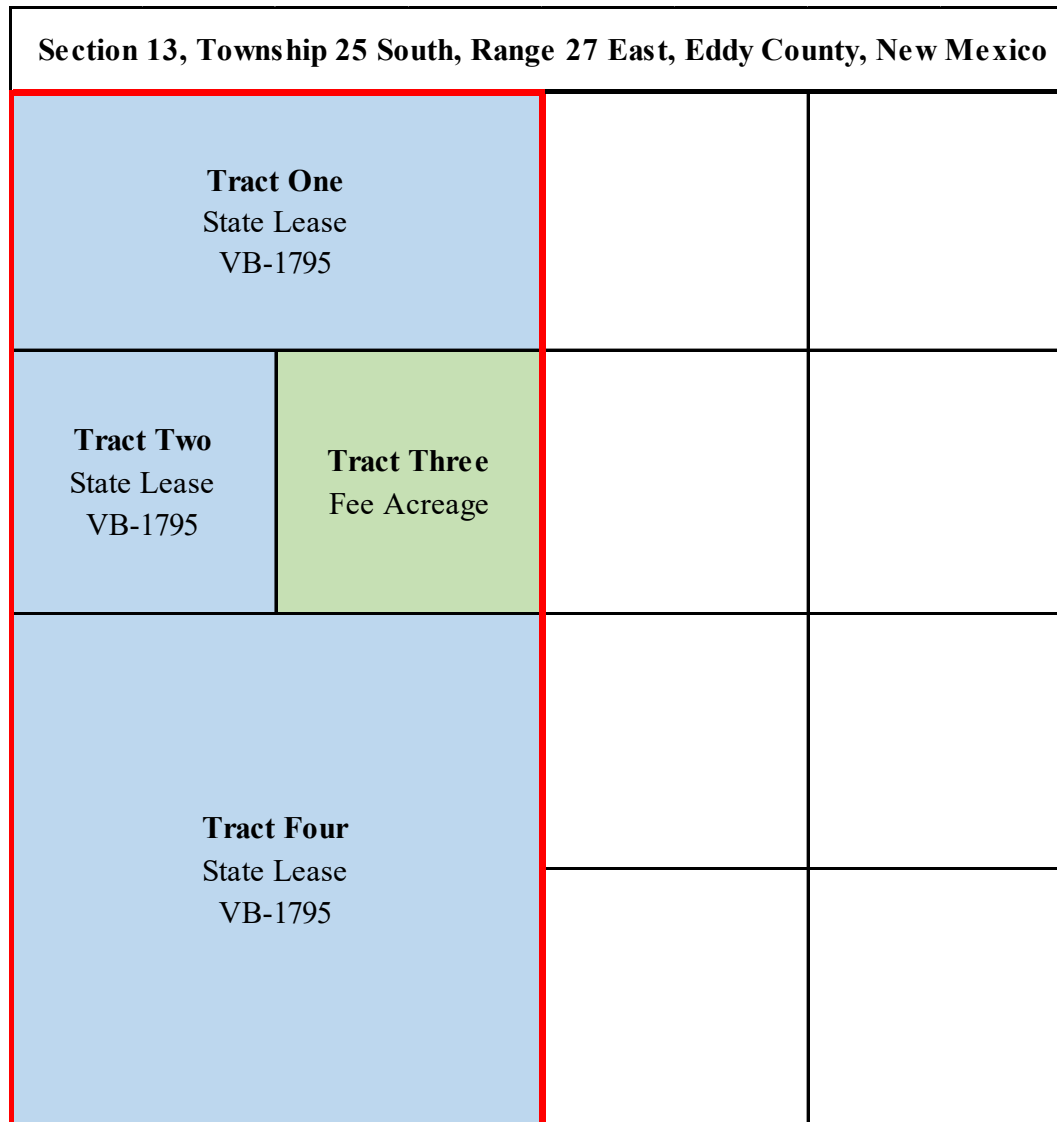 Section 13, Township 25 South, Range 27 East, Eddy County, New Mexico
Tract One
State Lease
VB-1795
Tract Two
State Lease
VB-1795
Tract Three
Fee Acreage
Tract Four
State Lease
VB-1795